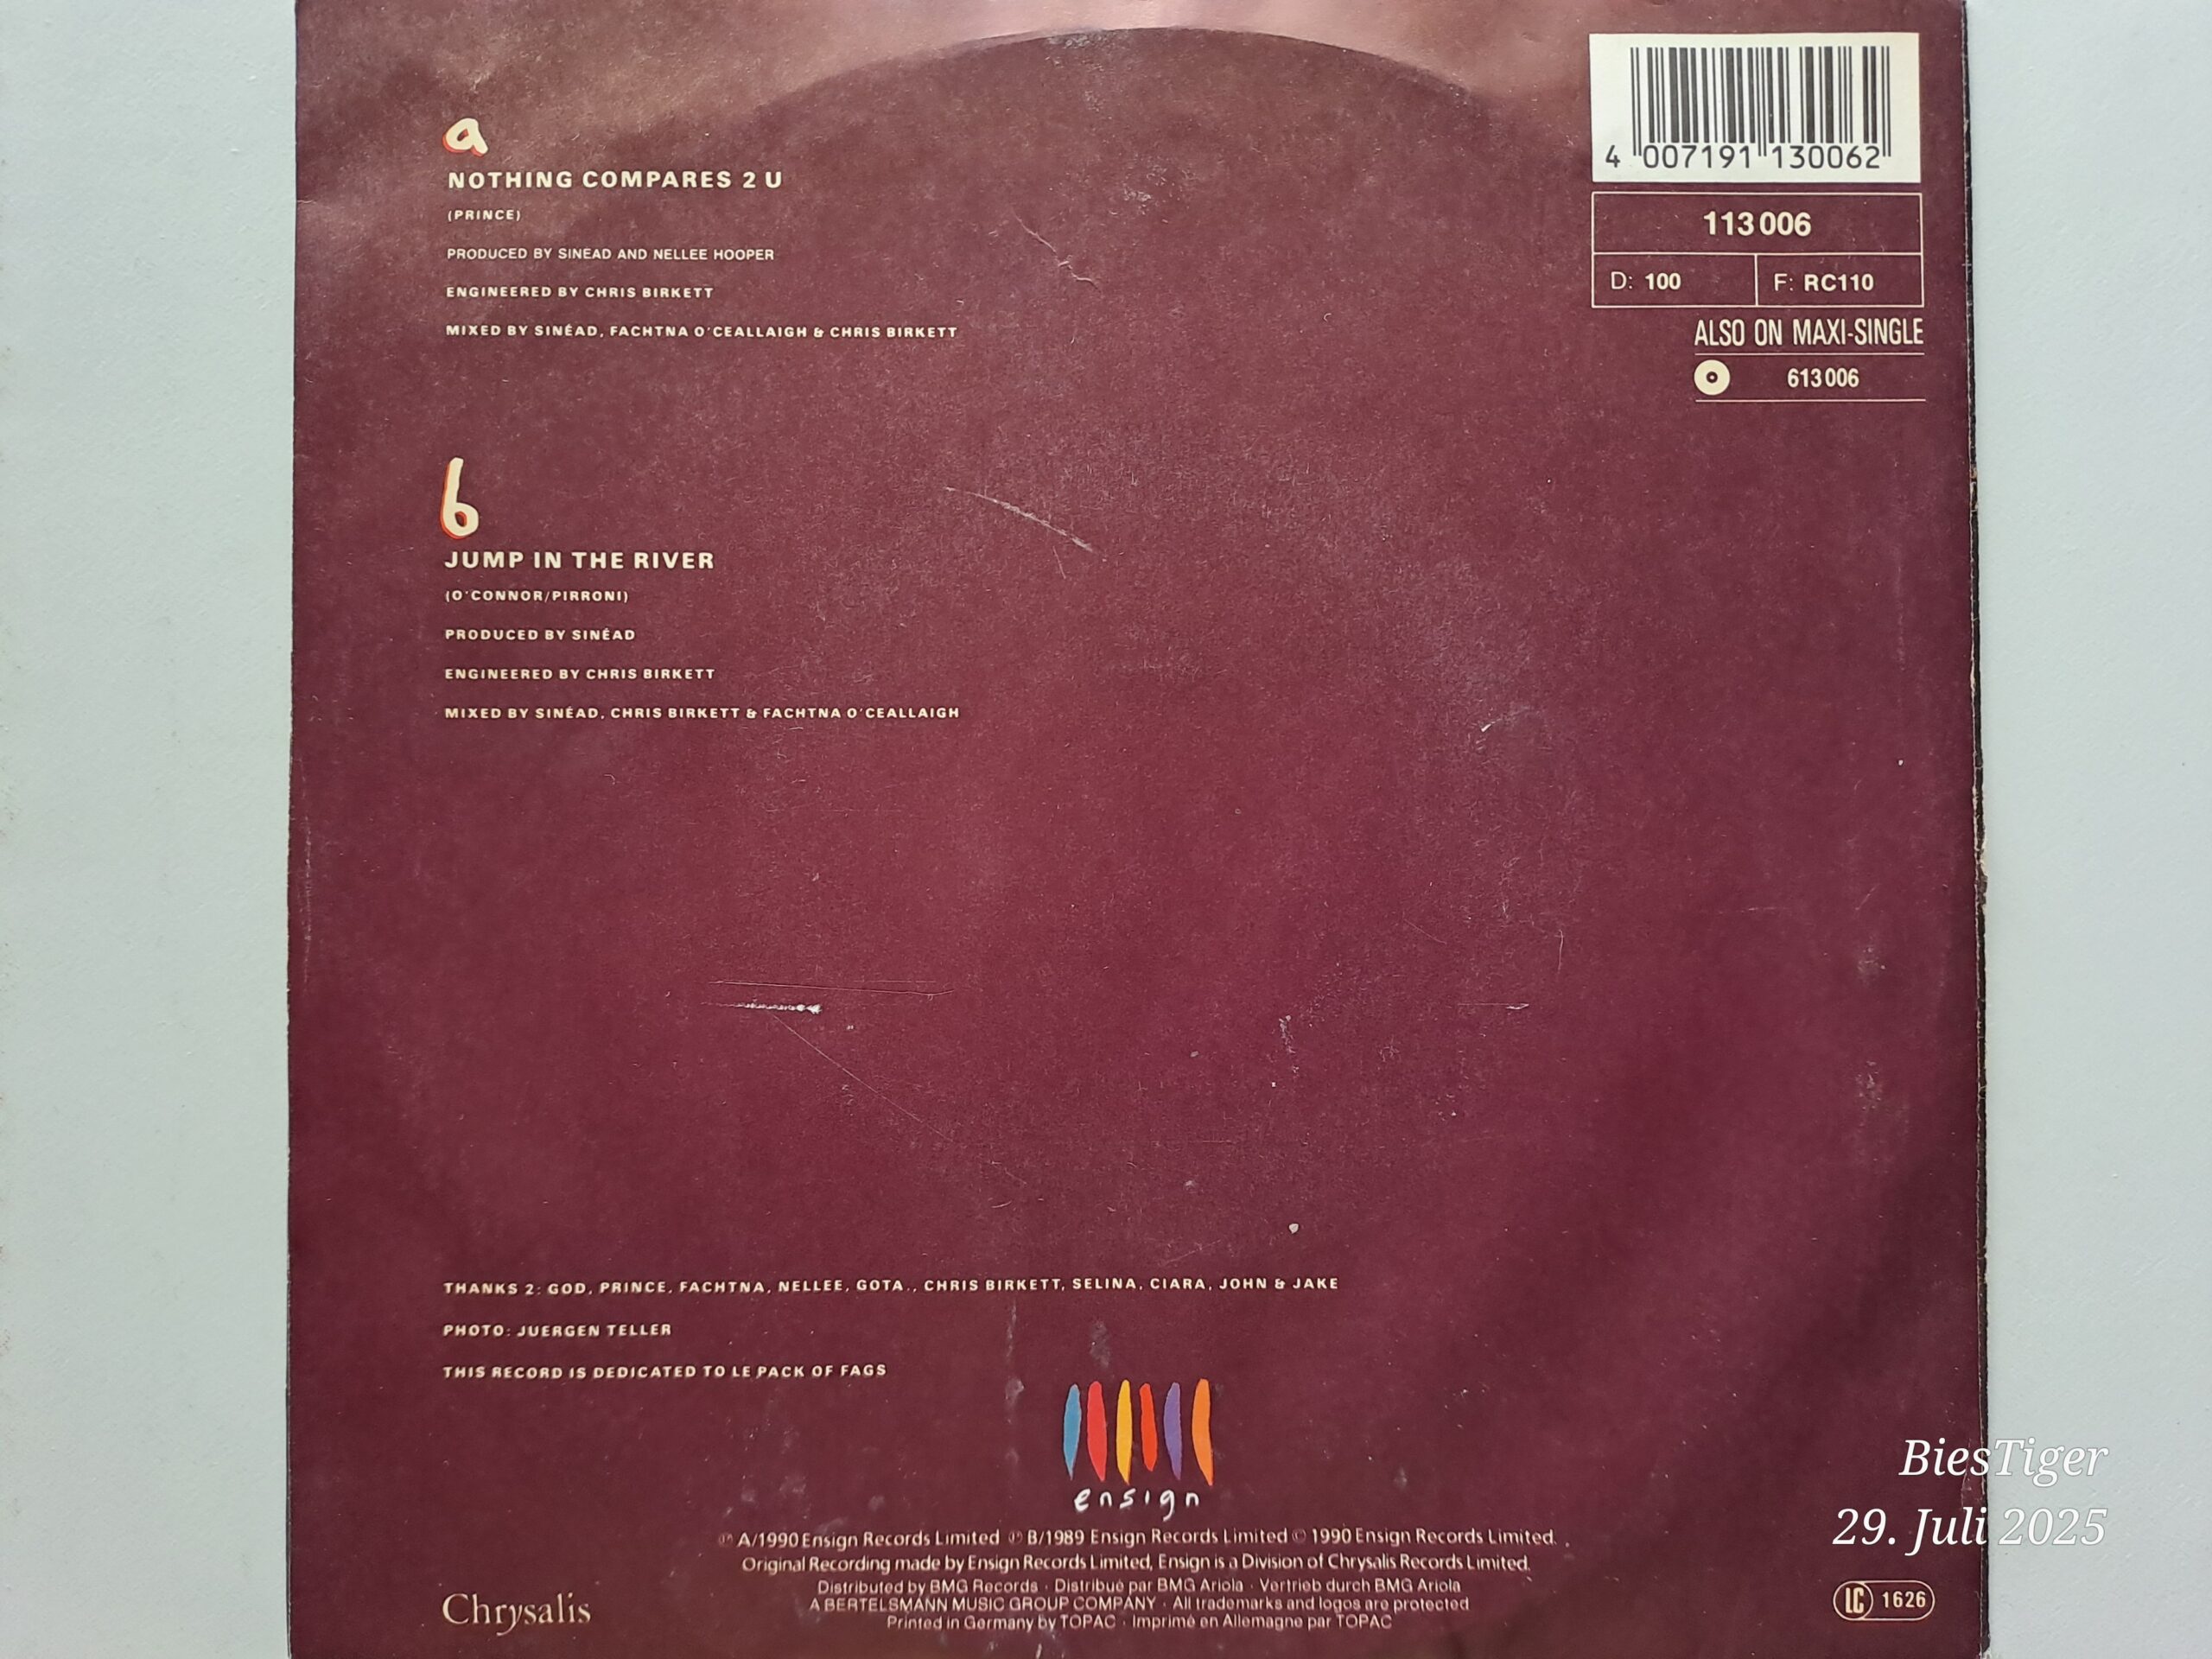 a
NOTHING COMPARES 2 U
(PRINCE)
PRODUCED BY SINEAD AND NELLEE HOOPER
ENGINEERED BY CHRIS BIRKETT
MIXED BY SINÉAD, FACHTNA O'CEALLAIGH & CHRIS BIRKETT
4 007191 130062
113 006
D: 100 F: RC110
ALSO ON MAXI-SINGLE
613 006
b
JUMP IN THE RIVER
(O'CONNOR/PIRRONI)
PRODUCED BY SINÉAD
ENGINEERED BY CHRIS BIRKETT
MIXED BY SINÉAD, CHRIS BIRKETT & FACHTNA O'CEALLAIGH
THANKS 2: GOD, PRINCE, FACHTNA, NELLEE, GOTA., CHRIS BIRKETT, SELINA, CIARA, JOHN & JAKE
PHOTO: JUERGEN TELLER
THIS RECORD IS DEDICATED TO LE PACK OF FAGS
ensign
℗ A/1990 Ensign Records Limited ℗ B/1989 Ensign Records Limited © 1990 Ensign Records Limited.
Original Recording made by Ensign Records Limited, Ensign is a Division of Chrysalis Records Limited.
Distributed by BMG Records · Distribué par BMG Ariola · Vertrieb durch BMG Ariola
A BERTELSMANN MUSIC GROUP COMPANY · All trademarks and logos are protected
Printed in Germany by TOPAC · Imprimé en Allemagne par TOPAC
Chrysalis
LC 1626
BiesTiger
29. Juli 2025